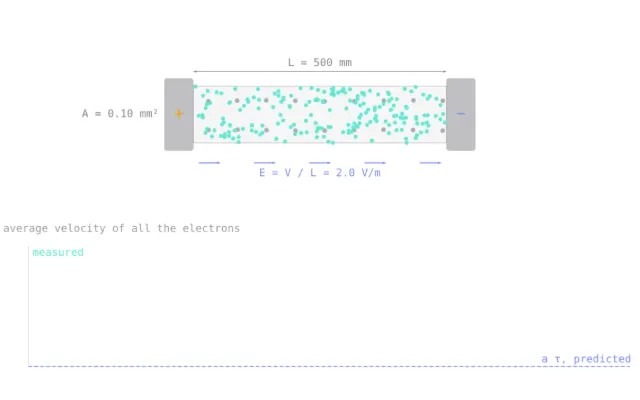 L = 500 mm
A = 0.10 mm²
+
−
E = V / L = 2.0 V/m
average velocity of all the electrons
measured
a τ, predicted